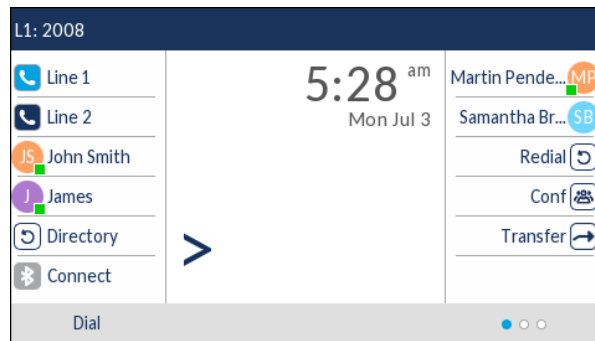 L1: 2008
Line 1
Line 2
JS John Smith
J James
Directory
Connect
5:28 am
Mon Jul 3
>
Martin Pende... MP
Samantha Br... SB
Redial
Conf
Transfer
Dial